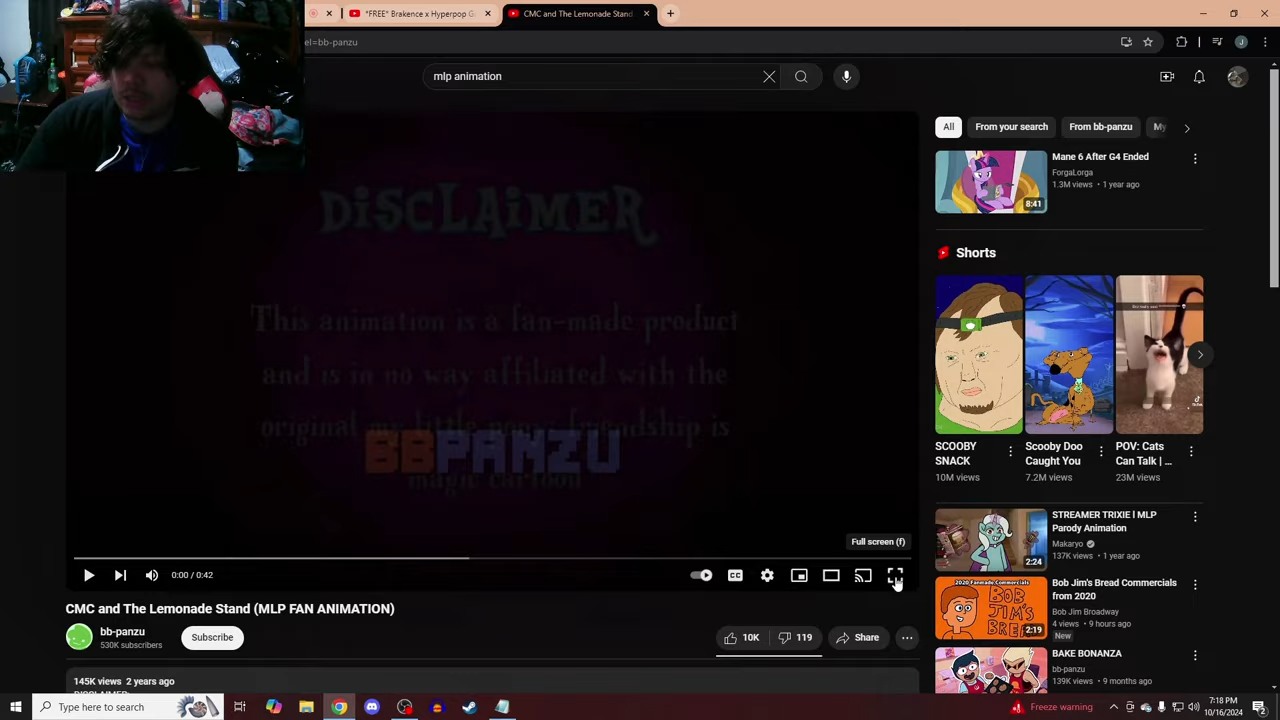 *FREE* Brakence x Hyperpop G
CMC and The Lemonade Stand
el=bb-panzu
mlp animation
J
All
From your search
From bb-panzu
My
Mane 6 After G4 Ended
ForgaLorga
1.3M views • 1 year ago
8:41
DISCLAIMER
This animation is a fan-made product
and is in no way affiliated with the
original my little pony friendship is
BBPANZU
magic cartoon
Shorts
SCOOBY
SNACK
10M views
Scooby Doo
Caught You
7.2M views
POV: Cats
Can Talk | ...
23M views
STREAMER TRIXIE l MLP
Parody Animation
Makaryo
137K views • 1 year ago
2:24
Full screen (f)
0:00 / 0:42
CC
Bob Jim's Bread Commercials
from 2020
Bob Jim Broadway
4 views • 9 hours ago
New
2020 Fanmade Commercials
BOB
JIM'S
BREAD
2:19
CMC and The Lemonade Stand (MLP FAN ANIMATION)
bb-panzu
530K subscribers
Subscribe
10K
119
Share
BAKE BONANZA
bb-panzu
139K views • 9 months ago
145K views  2 years ago
DISCLAIMER:
Type here to search
Freeze warning
7:18 PM
10/16/2024
2